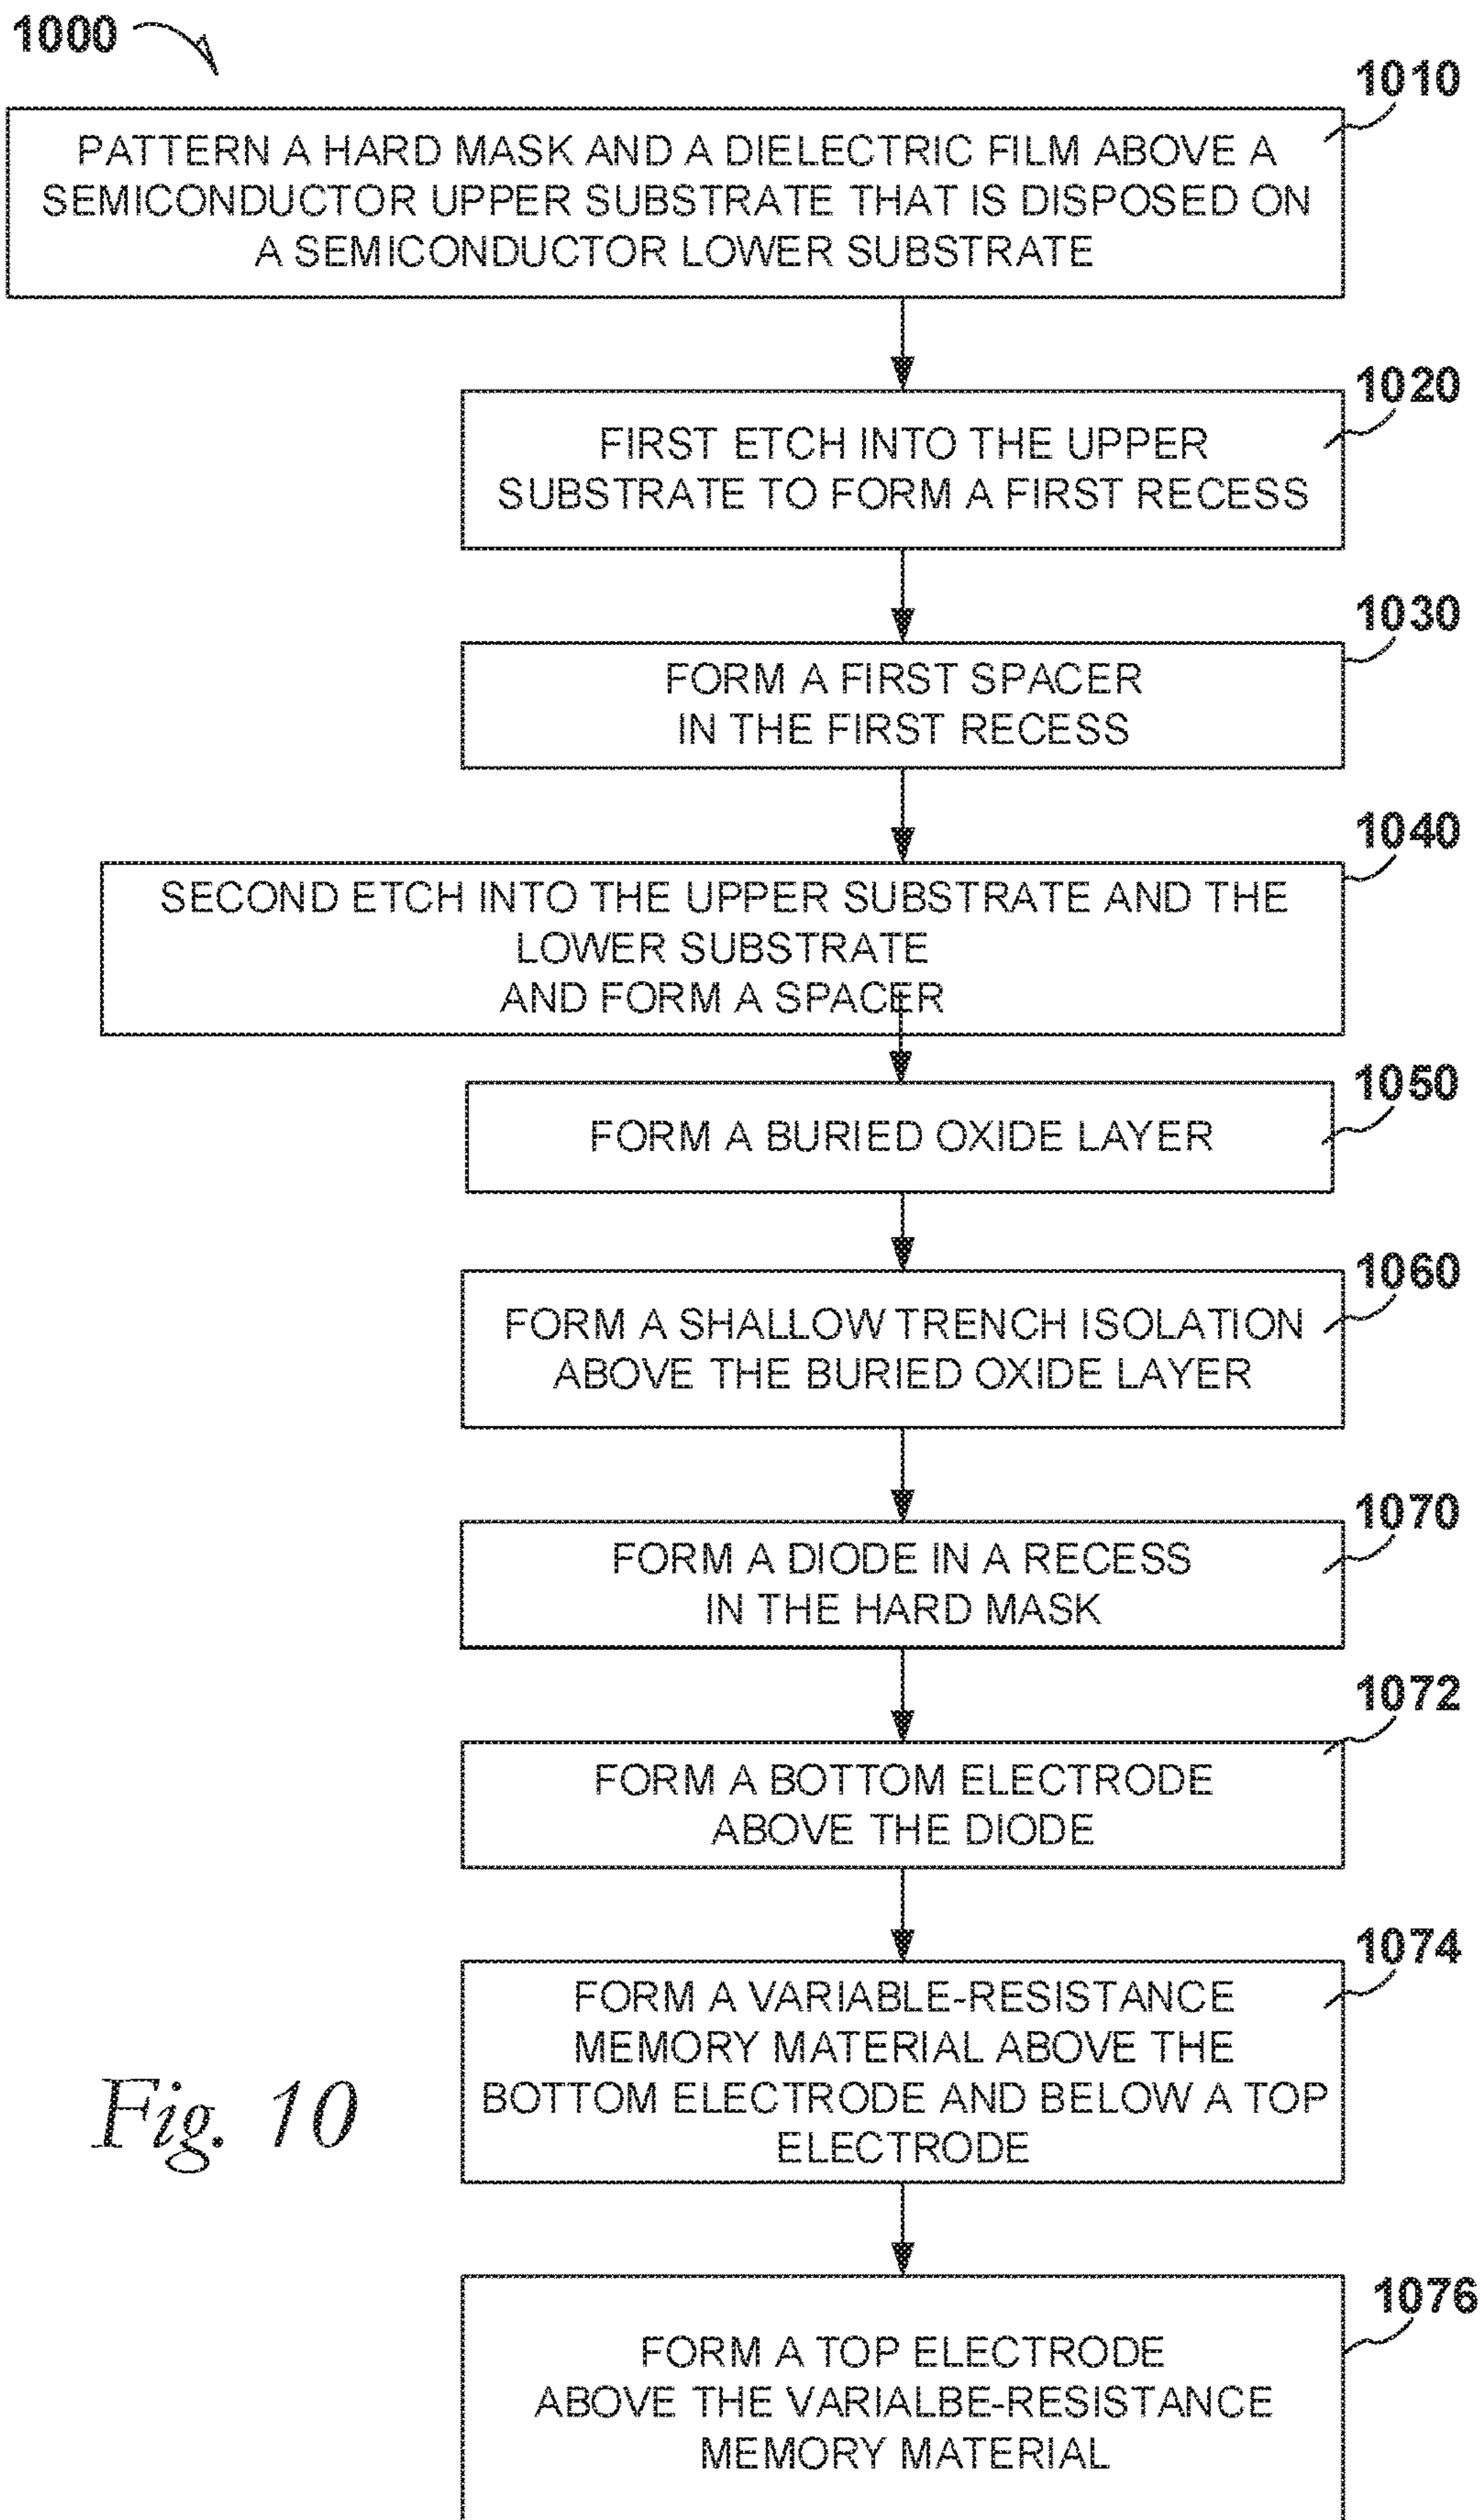 1000
1010
PATTERN A HARD MASK AND A DIELECTRIC FILM ABOVE A
SEMICONDUCTOR UPPER SUBSTRATE THAT IS DISPOSED ON
A SEMICONDUCTOR LOWER SUBSTRATE
1020
FIRST ETCH INTO THE UPPER
SUBSTRATE TO FORM A FIRST RECESS
1030
FORM A FIRST SPACER
IN THE FIRST RECESS
1040
SECOND ETCH INTO THE UPPER SUBSTRATE AND THE
LOWER SUBSTRATE
AND FORM A SPACER
1050
FORM A BURIED OXIDE LAYER
1060
FORM A SHALLOW TRENCH ISOLATION
ABOVE THE BURIED OXIDE LAYER
1070
FORM A DIODE IN A RECESS
IN THE HARD MASK
1072
FORM A BOTTOM ELECTRODE
ABOVE THE DIODE
1074
FORM A VARIABLE-RESISTANCE
MEMORY MATERIAL ABOVE THE
BOTTOM ELECTRODE AND BELOW A TOP
ELECTRODE
Fig. 10
1076
FORM A TOP ELECTRODE
ABOVE THE VARIALBE-RESISTANCE
MEMORY MATERIAL